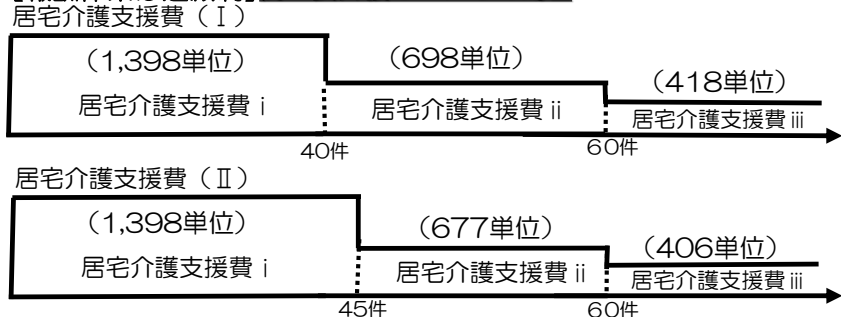 居宅介護支援費（Ⅰ）
（1,398単位）
（698単位）
（418単位）
居宅介護支援費ⅰ
居宅介護支援費ⅱ
居宅介護支援費ⅲ
40件
60件
居宅介護支援費（Ⅱ）
（1,398単位）
（677単位）
（406単位）
居宅介護支援費ⅰ
居宅介護支援費ⅱ
居宅介護支援費ⅲ
45件
60件